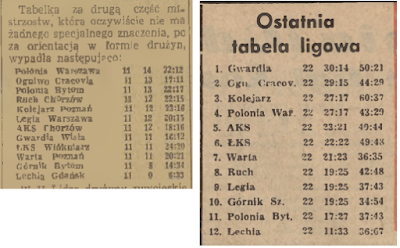 Tabelka za drugą część mi-
strzostw, która oczywiście nie ma
żadnego specjalnego znaczenia, po
za orientacją w formie drużyn,
wypadła następująco:
Polonia Warszawa 11 14 22:12
Ogniwo Cracovia 11 13 17:11
Polonia Bytom 11 13 22:17
Ruch Chorzów 11 12 22:15
Kolejarz Poznań 11 12
Legia Warszawa 11 12 20:15
AKS Chorzów 11 12 18:16
Gwardia Wisła 11 12
ŁKS Włókniarz 11 11 24:20
Warta Poznań 11 11 20:21
Górnik Bytom 11 8 14:34
Lechia Gdańsk 11 9 6:33
Ostatnia
tabela ligowa
1. Gwardia 22 30:14 50:21
2. Ogn. Cracov. 22 29:15 44:29
3. Kolejarz 22 27:17 60:37
4. Polonia War. 22 27:17 43:29
5. AKS 22 23:21 49:44
6. ŁKS 22 22:22 49:48
7. Warta 22 21:23 36:35
8. Ruch 22 19:25 42:48
9. Legia 22 19:25 37:43
10. Górnik Sz. 22 19:25 34:54
11. Polonia Byt. 22 17:27 37:43
12. Lechia 22 11:33 36:67